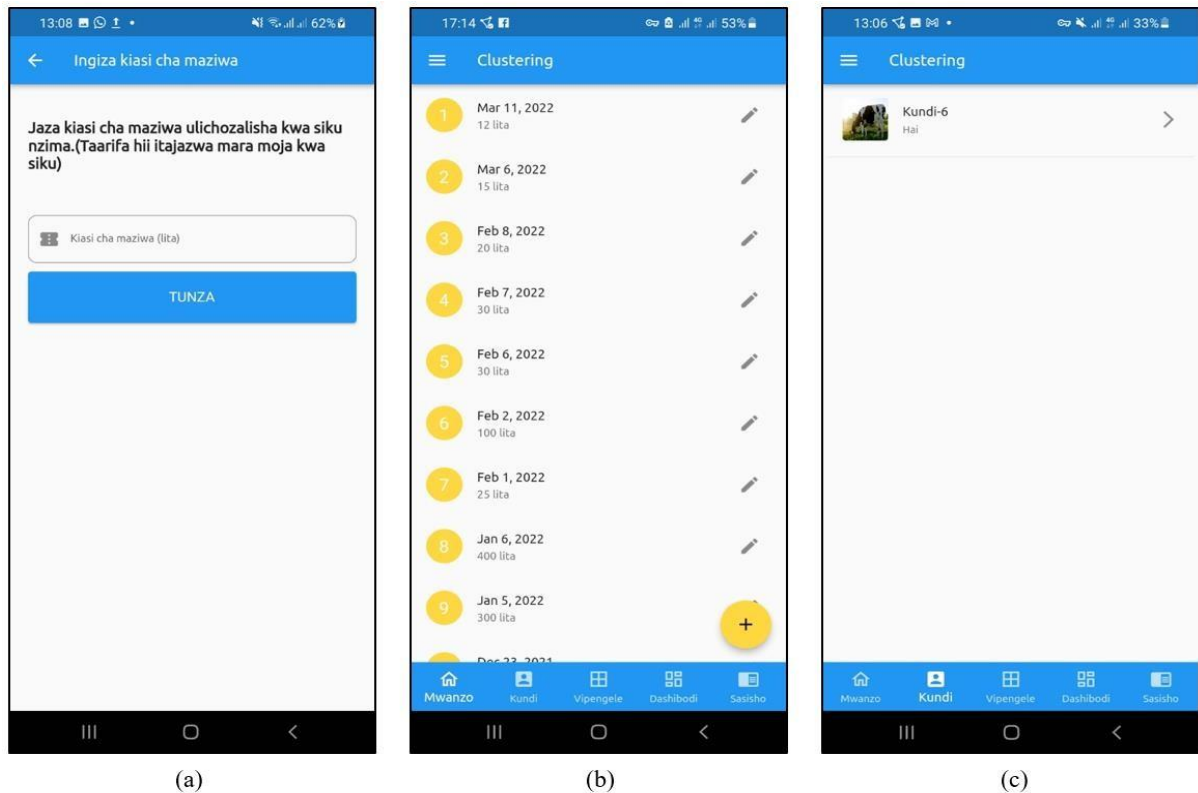 13:08 62%
Ingiza kiasi cha maziwa
Jaza kiasi cha maziwa ulichozalisha kwa siku
nzima.(Taarifa hii itajazwa mara moja kwa
siku)
Kiasi cha maziwa (lita)
TUNZA
(a)
17:14 53%
Clustering
1
Mar 11, 2022
12 lita
2
Mar 6, 2022
15 lita
3
Feb 8, 2022
20 lita
4
Feb 7, 2022
30 lita
5
Feb 6, 2022
30 lita
6
Feb 2, 2022
100 lita
7
Feb 1, 2022
25 lita
8
Jan 6, 2022
400 lita
9
Jan 5, 2022
300 lita
+
Dec 23, 2021
Mwanzo Kundi Vipengele Dashibodi Sasisho
(b)
13:06 33%
Clustering
Kundi-6
Hai
Mwanzo Kundi Vipengele Dashibodi Sasisho
(c)